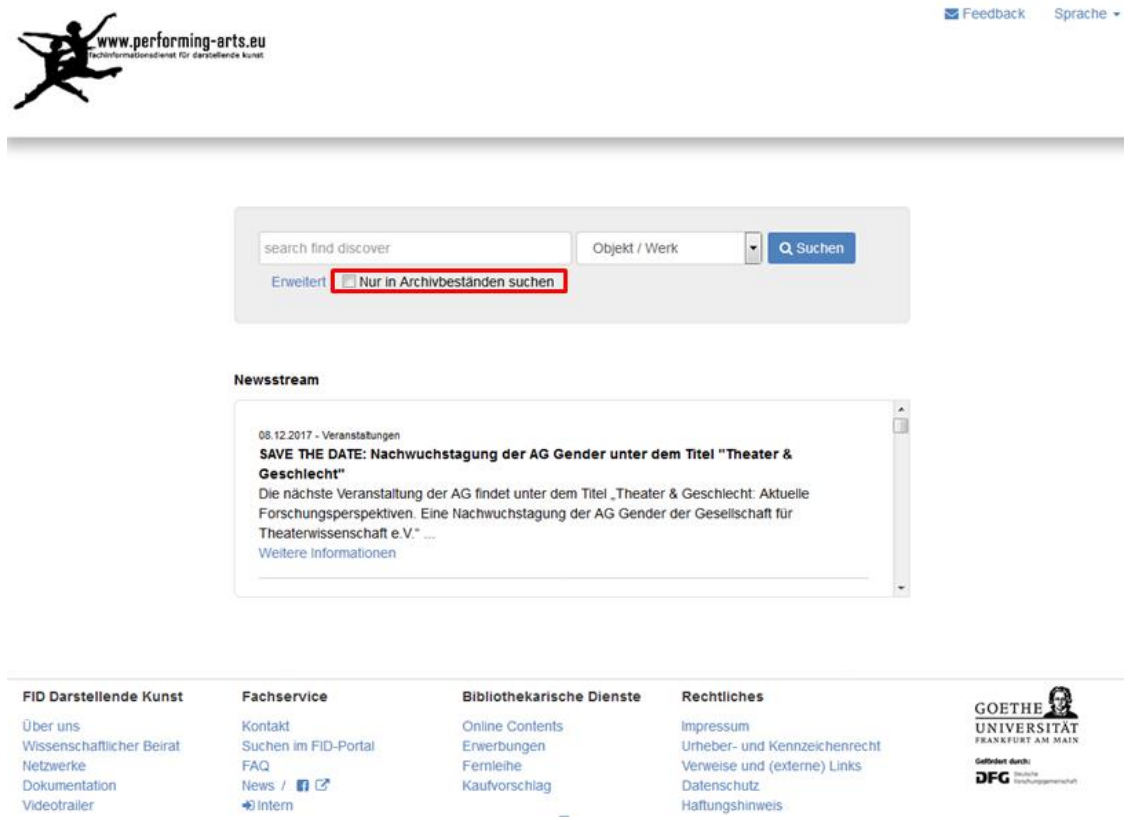 Feedback Sprache
www.performing-arts.eu
fachinformationsdienst für darstellende kunst
search find discover Objekt / Werk Suchen
Erweitert Nur in Archivbeständen suchen
Newsstream
08.12.2017 - Veranstaltungen
SAVE THE DATE: Nachwuchstagung der AG Gender unter dem Titel "Theater &
Geschlecht"
Die nächste Veranstaltung der AG findet unter dem Titel „Theater & Geschlecht: Aktuelle
Forschungsperspektiven. Eine Nachwuchstagung der AG Gender der Gesellschaft für
Theaterwissenschaft e.V.“ ...
Weitere Informationen
FID Darstellende Kunst
Über uns
Wissenschaftlicher Beirat
Netzwerke
Dokumentation
Videotrailer
Fachservice
Kontakt
Suchen im FID-Portal
FAQ
News /
Intern
Bibliothekarische Dienste
Online Contents
Erwerbungen
Fernleihe
Kaufvorschlag
Rechtliches
Impressum
Urheber- und Kennzeichenrecht
Verweise und (externe) Links
Datenschutz
Haftungshinweis
GOETHE
UNIVERSITÄT
FRANKFURT AM MAIN
Gefördert durch:
DFG Deutsche
Forschungsgemeinschaft